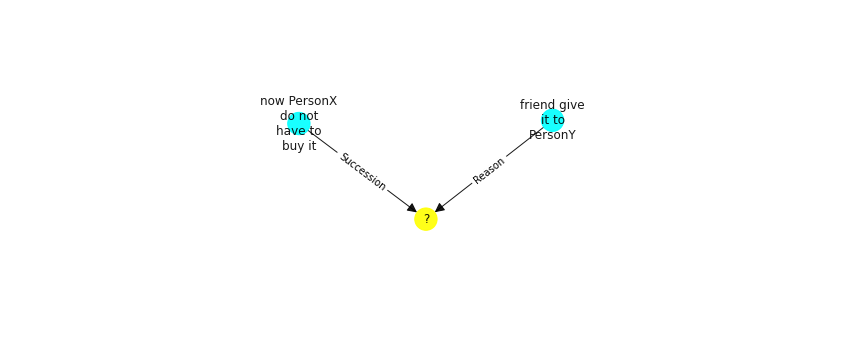 now PersonX
do not
have to
buy it
friend give
it to
PersonY
Succession
Reason
?